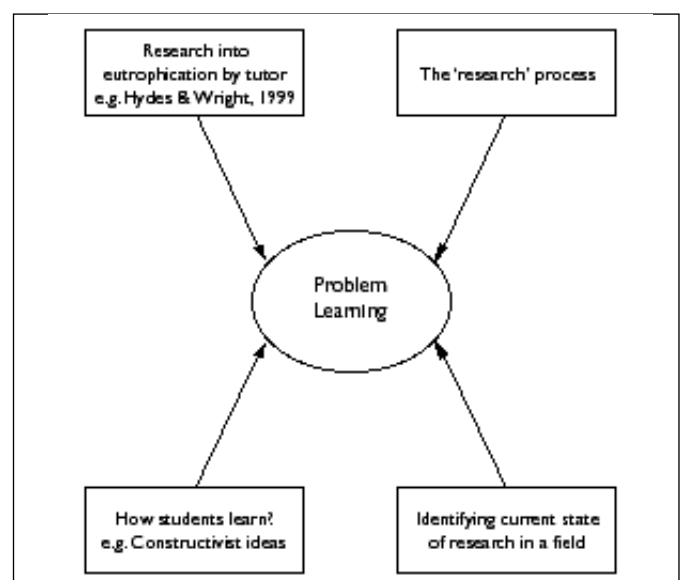 Research into
eutrophication by tutor
e.g. Hydes & Wright, 1999
The 'research' process
Problem
Learning
How students learn?
e.g. Constructivist ideas
Identifying current state
of research in a field